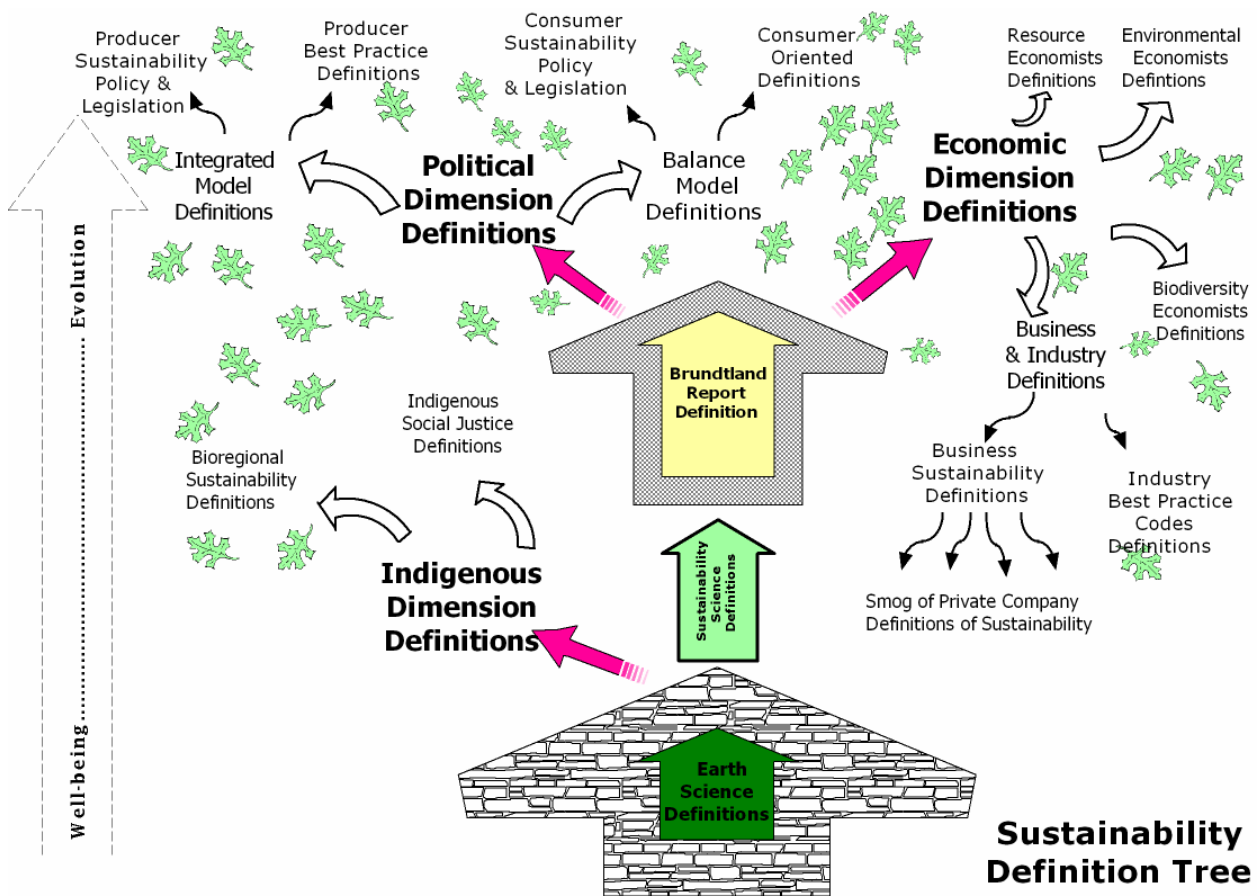 Producer
Sustainability
Policy &
Legislation
Producer
Best Practice
Definitions
Consumer
Sustainability
Policy
& Legislation
Consumer
Oriented
Definitions
Resource
Economists
Definitions
Environmental
Economists
Defintions
Integrated
Model
Definitions
Political
Dimension
Definitions
Balance
Model
Definitions
Economic
Dimension
Definitions
Biodiversity
Economists
Definitions
Business
& Industry
Definitions
Brundtland
Report
Definition
Indigenous
Social Justice
Definitions
Bioregional
Sustainability
Definitions
Business
Sustainability
Definitions
Industry
Best Practice
Codes
Definitions
Indigenous
Dimension
Definitions
Sustainability
Science
Definitions
Smog of Private Company
Definitions of Sustainability
Earth
Science
Definitions
Well-being................................Evolution
Sustainability
Definition Tree